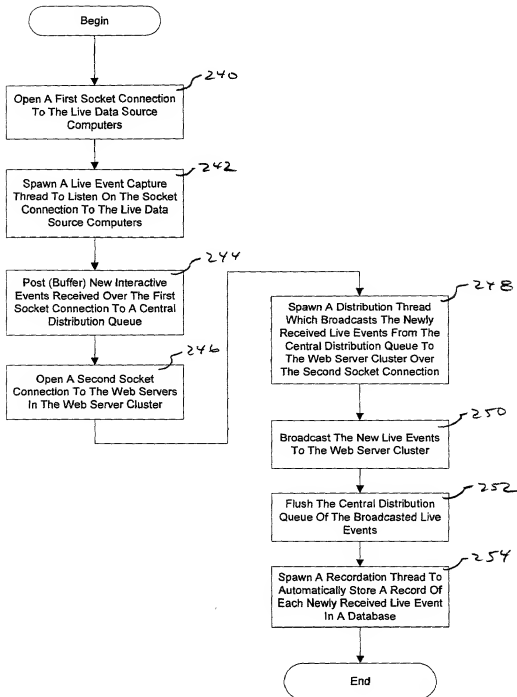 Begin
240
Open A First Socket Connection
To The Live Data Source
Computers
242
Spawn A Live Event Capture
Thread To Listen On The Socket
Connection To The Live Data
Source Computers
244
Post (Buffer) New Interactive
Events Received Over The First
Socket Connection To A Central
Distribution Queue
246
Open A Second Socket
Connection To The Web Servers
In The Web Server Cluster
248
Spawn A Distribution Thread
Which Broadcasts The Newly
Received Live Events From The
Central Distribution Queue To
The Web Server Cluster Over
The Second Socket Connection
250
Broadcast The New Live Events
To The Web Server Cluster
252
Flush The Central Distribution
Queue Of The Broadcasted Live
Events
254
Spawn A Recordation Thread To
Automatically Store A Record Of
Each Newly Received Live Event
In A Database
End